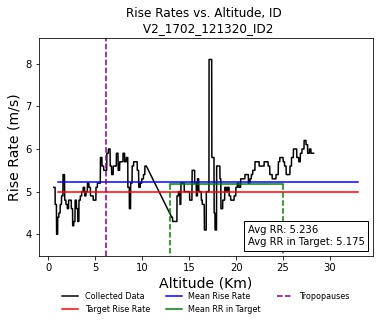 Rise Rates vs. Altitude, ID
V2_1702_121320_ID2
Rise Rate (m/s)
8
7
6
5
4
Avg RR: 5.236
Avg RR in Target: 5.175
0 5 10 15 20 25 30
Altitude (Km)
Collected Data Mean Rise Rate Tropopauses
Target Rise Rate Mean RR in Target